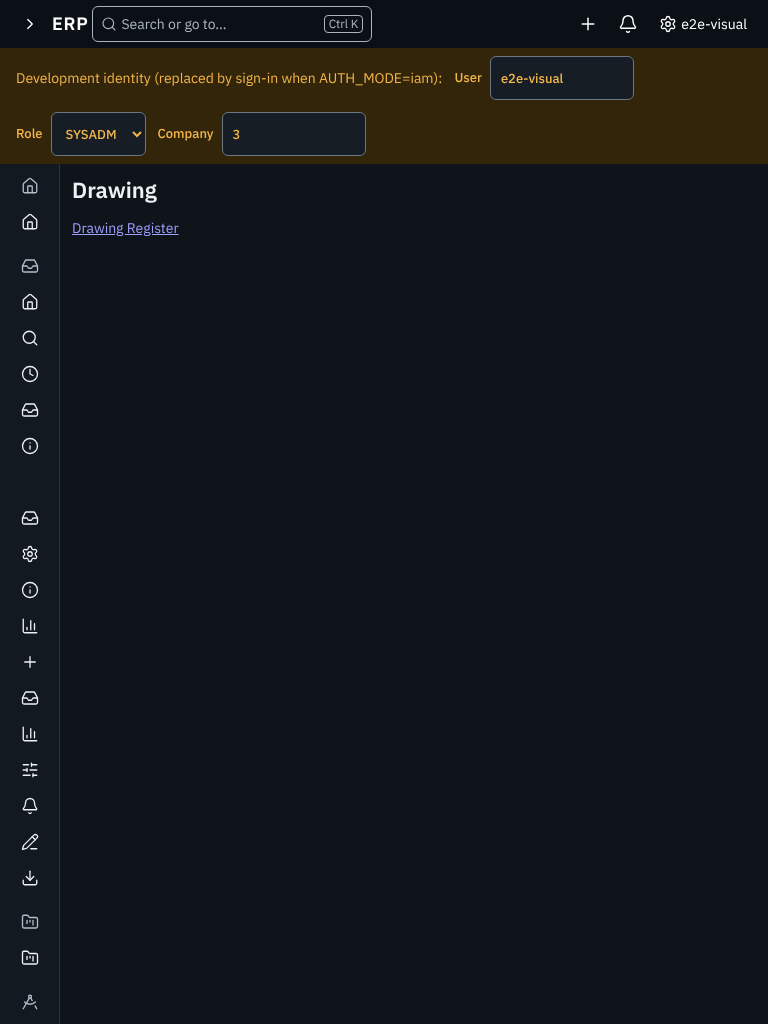 ERP Search or go to... Ctrl K e2e-visual
Development identity (replaced by sign-in when AUTH_MODE=iam): User e2e-visual
Role SYSADM Company 3
Drawing
Drawing Register